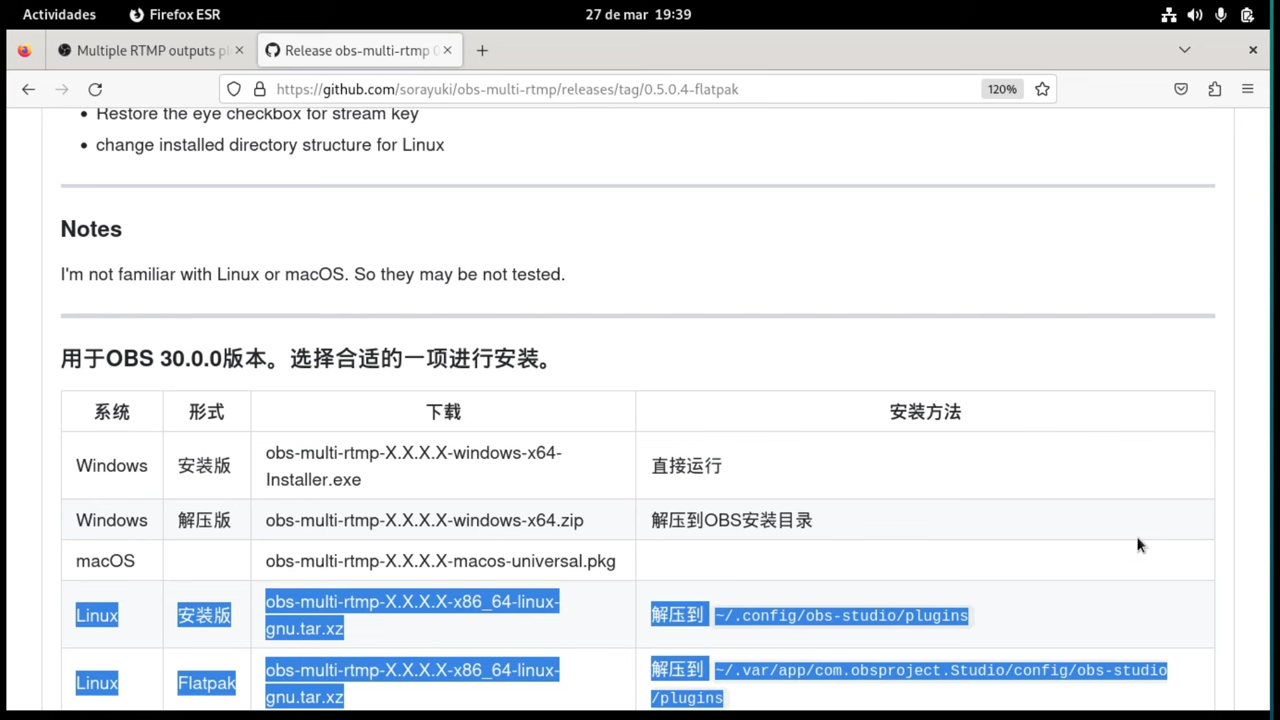 Actividades
Firefox ESR
27 de mar 19:39
Multiple RTMP outputs p
Release obs-multi-rtmp
https://github.com/sorayuki/obs-multi-rtmp/releases/tag/0.5.0.4-flatpak
120%
Restore the eye checkbox for stream key
change installed directory structure for Linux
Notes
I'm not familiar with Linux or macOS. So they may be not tested.
用于OBS 30.0.0版本。选择合适的一项进行安装。
系统 形式 下载 安装方法
Windows 安装版 obs-multi-rtmp-X.X.X.X-windows-x64-
Installer.exe 直接运行
Windows 解压版 obs-multi-rtmp-X.X.X.X-windows-x64.zip 解压到OBS安装目录
macOS obs-multi-rtmp-X.X.X.X-macos-universal.pkg
Linux 安装版 obs-multi-rtmp-X.X.X.X-x86_64-linux-
gnu.tar.xz 解压到 ~/.config/obs-studio/plugins
Linux Flatpak obs-multi-rtmp-X.X.X.X-x86_64-linux-
gnu.tar.xz 解压到 ~/.var/app/com.obsproject.Studio/config/obs-studio
/plugins